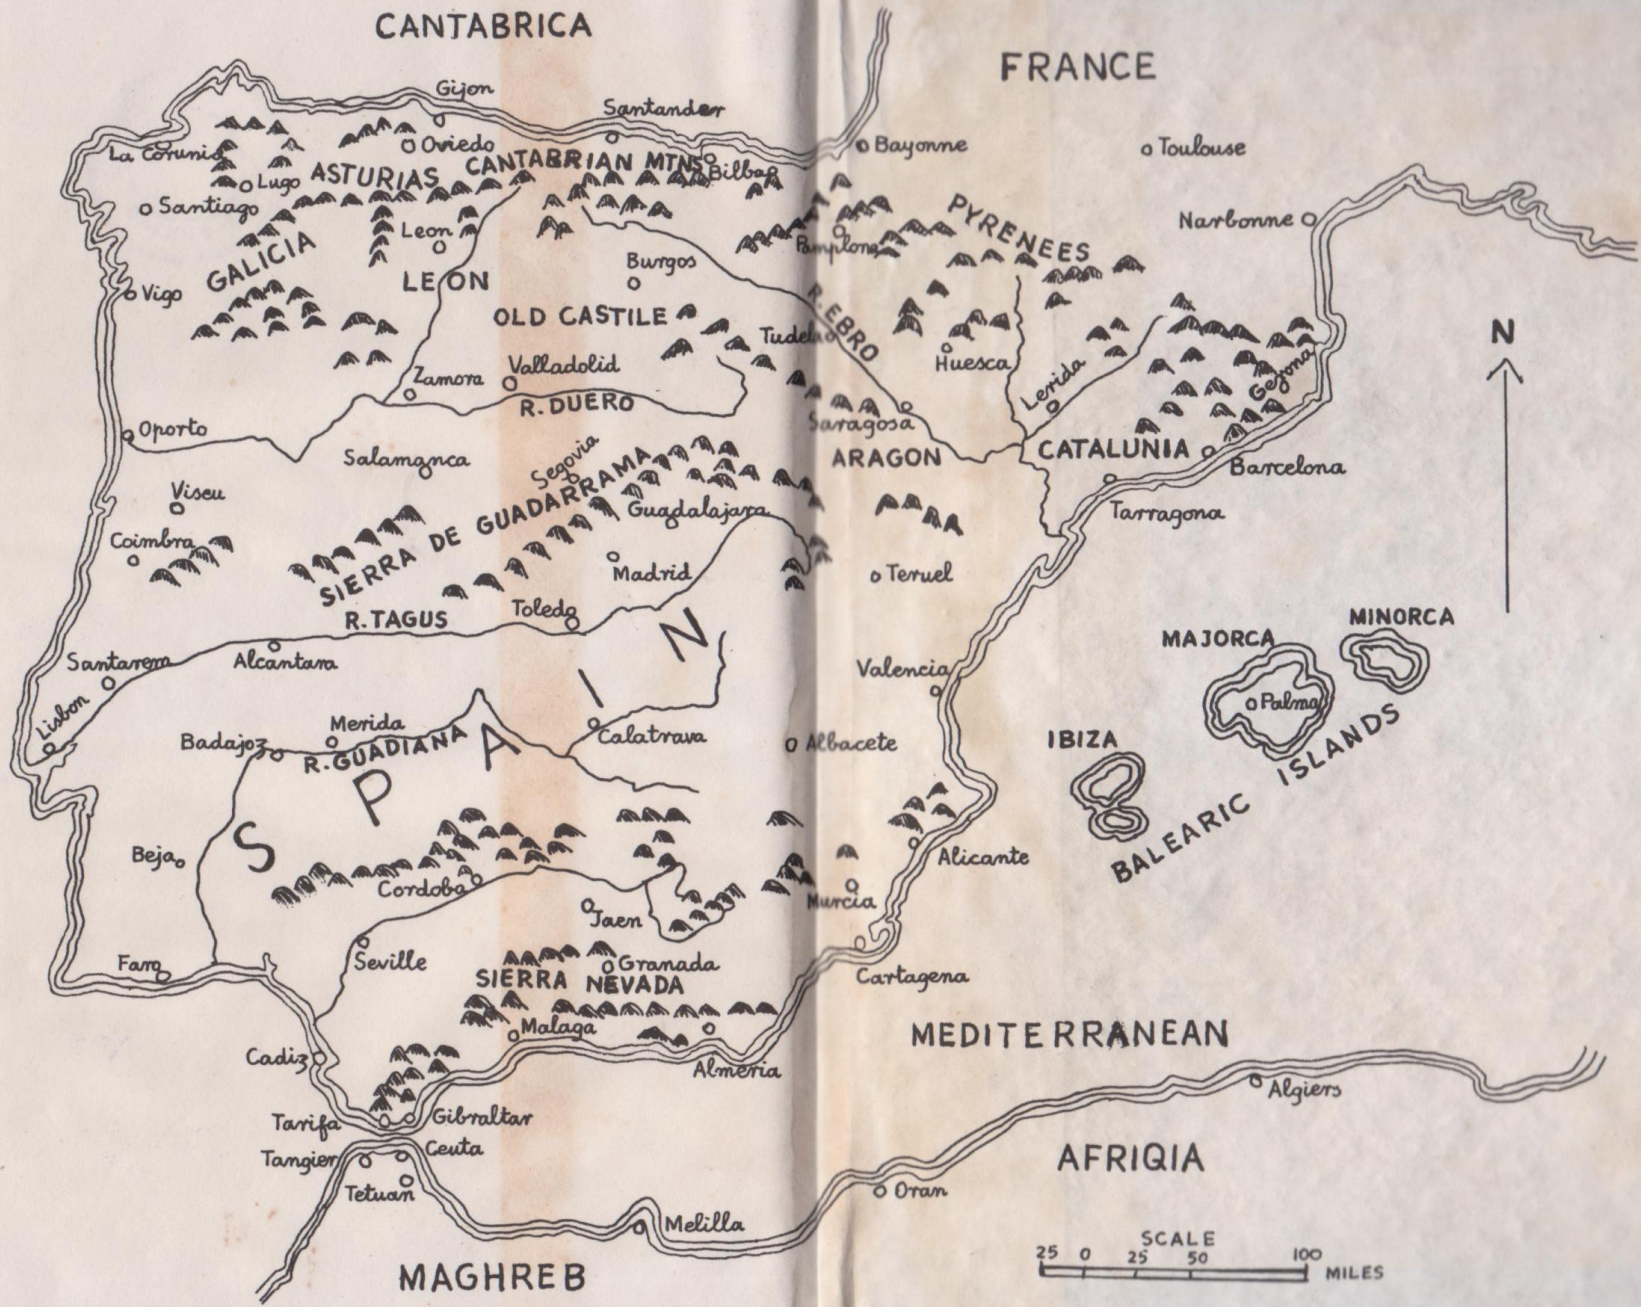 CANTABRICA
FRANCE
Gijon
Santander
La Corunia
Oviedo
CANTABRIAN MTNS
Bilbao
Bayonne
Toulouse
Lugo
ASTURIAS
Santiago
Leon
Pamplona
PYRENEES
Narbonne
GALICIA
LEON
Burgos
Vigo
OLD CASTILE
Tudela
R. EBRO
N
Huesca
Lerida
Gerona
Zamora
Valladolid
R. DUERO
Saragosa
Oporto
Salamanca
Segovia
ARAGON
CATALUNIA
Barcelona
Viseu
SIERRA DE GUADARRAMA
Guadalajara
Tarragona
Coimbra
Madrid
Teruel
R. TAGUS
Toledo
MAJORCA
MINORCA
Santarem
Alcantara
Valencia
Palma
Lisbon
Badajoz
Merida
R. GUADIANA
Calatrava
Albacete
IBIZA
BALEARIC ISLANDS
SPAIN
Beja
Cordoba
Alicante
Jaen
Murcia
Faro
Seville
Granada
SIERRA NEVADA
Cartagena
Malaga
MEDITERRANEAN
Cadiz
Almeria
Algiers
Tarifa
Gibraltar
Tangier
Ceuta
AFRIQIA
Tetuan
Oran
Melilla
SCALE
25 0 25 50 100
MILES
MAGHREB